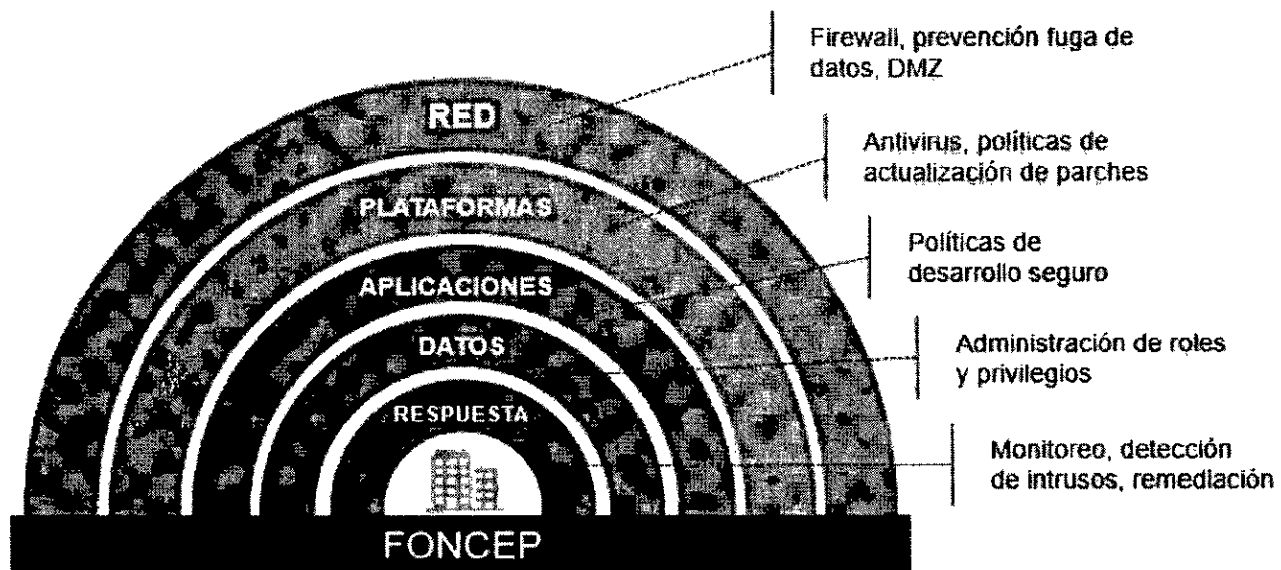 Firewall, prevención fuga de
datos, DMZ
RED
Antivirus, políticas de
actualización de parches
PLATAFORMAS
Políticas de
desarrollo seguro
APLICACIONES
DATOS
Administración de roles
y privilegios
RESPUESTA
Monitoreo, detección
de intrusos, remediación
FONCEP